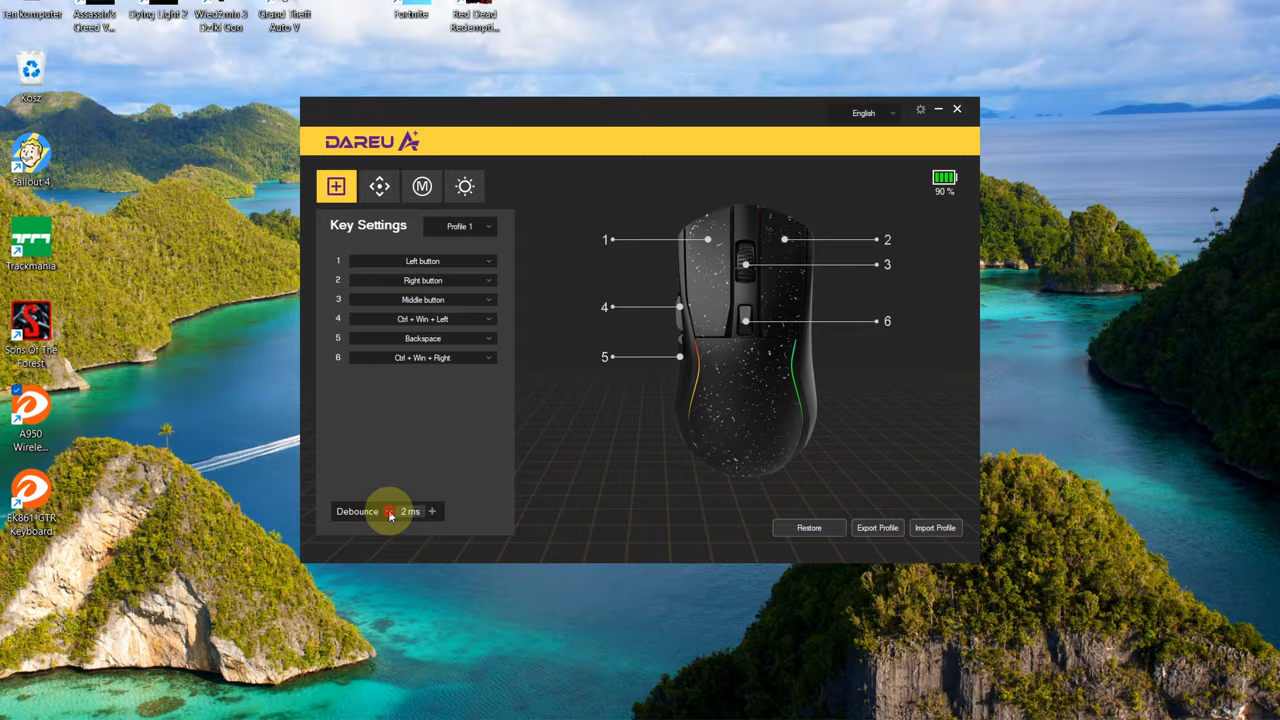 Ten komputer
Assassin's
Creed V...
Dying Light 2
Wiedźmin 3
Dziki Gon
Grand Theft
Auto V
Fortnite
Red Dead
Redempti...
Kosz
Fallout 4
Trackmania
Sons Of The
Forest
A950
Wirele...
EK861 GTR
Keyboard
English
DAREU A+
90 %
Key Settings
Profile 1
1 Left button
2 Right button
3 Middle button
4 Ctrl + Win + Left
5 Backspace
6 Ctrl + Win + Right
1
2
3
4
6
5
Debounce 2 ms +
Restore
Export Profile
Import Profile